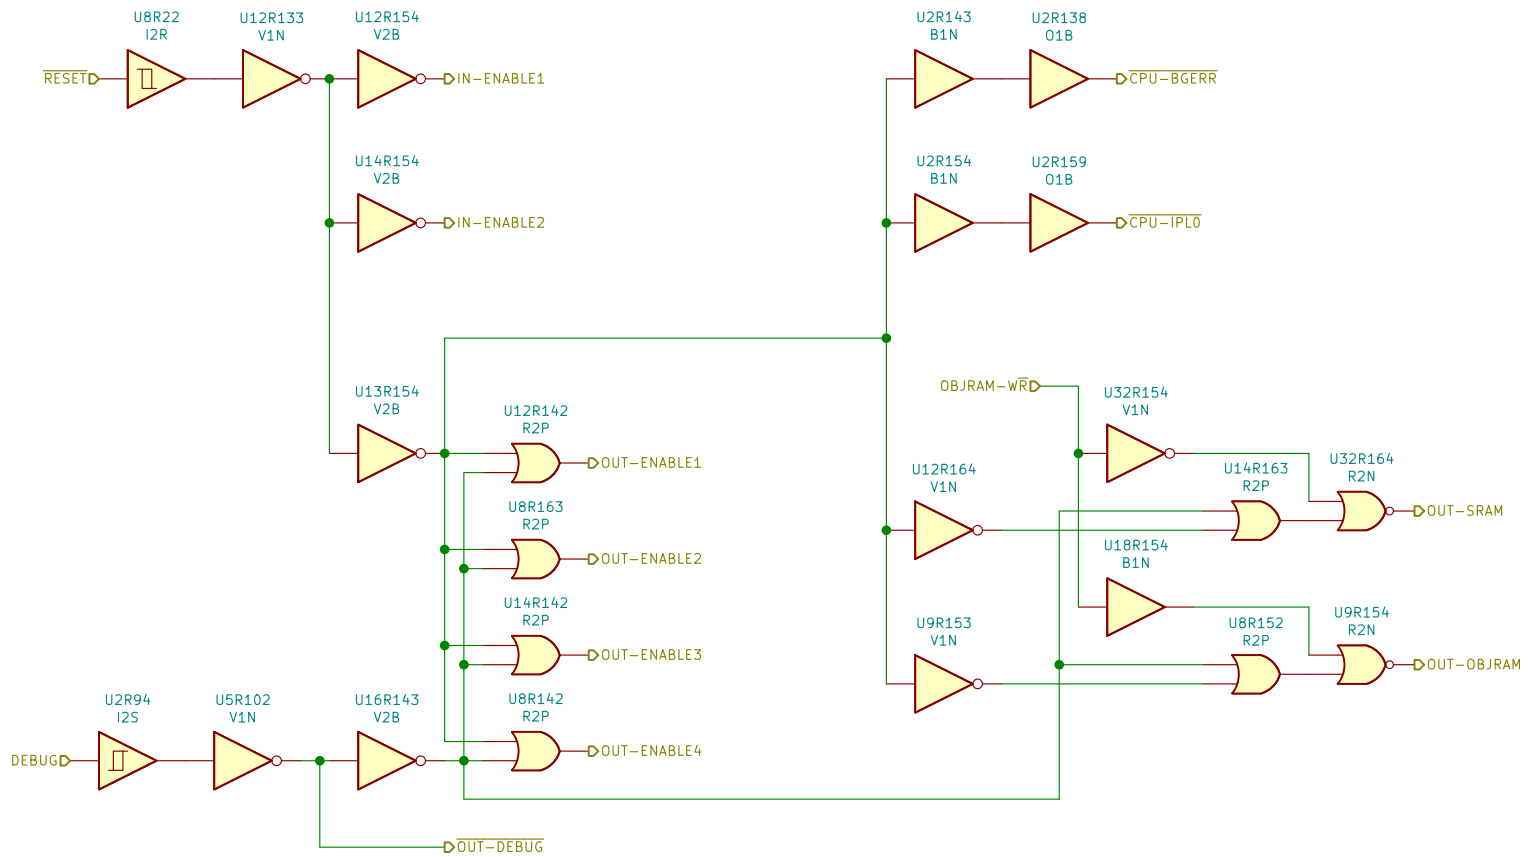 U8R22
I2R
U12R133
V1N
U12R154
V2B
U2R143
B1N
U2R138
O1B
RESET
IN-ENABLE1
CPU-BGERR
U14R154
V2B
U2R154
B1N
U2R159
O1B
IN-ENABLE2
CPU-IPL0
U13R154
V2B
OBJRAM-WR
U32R154
V1N
U12R142
R2P
OUT-ENABLE1
U12R164
V1N
U14R163
R2P
U32R164
R2N
OUT-SRAM
U8R163
R2P
OUT-ENABLE2
U18R154
B1N
U14R142
R2P
OUT-ENABLE3
U9R153
V1N
U8R152
R2P
U9R154
R2N
OUT-OBJRAM
U2R94
I2S
U5R102
V1N
U16R143
V2B
U8R142
R2P
DEBUG
OUT-ENABLE4
OUT-DEBUG